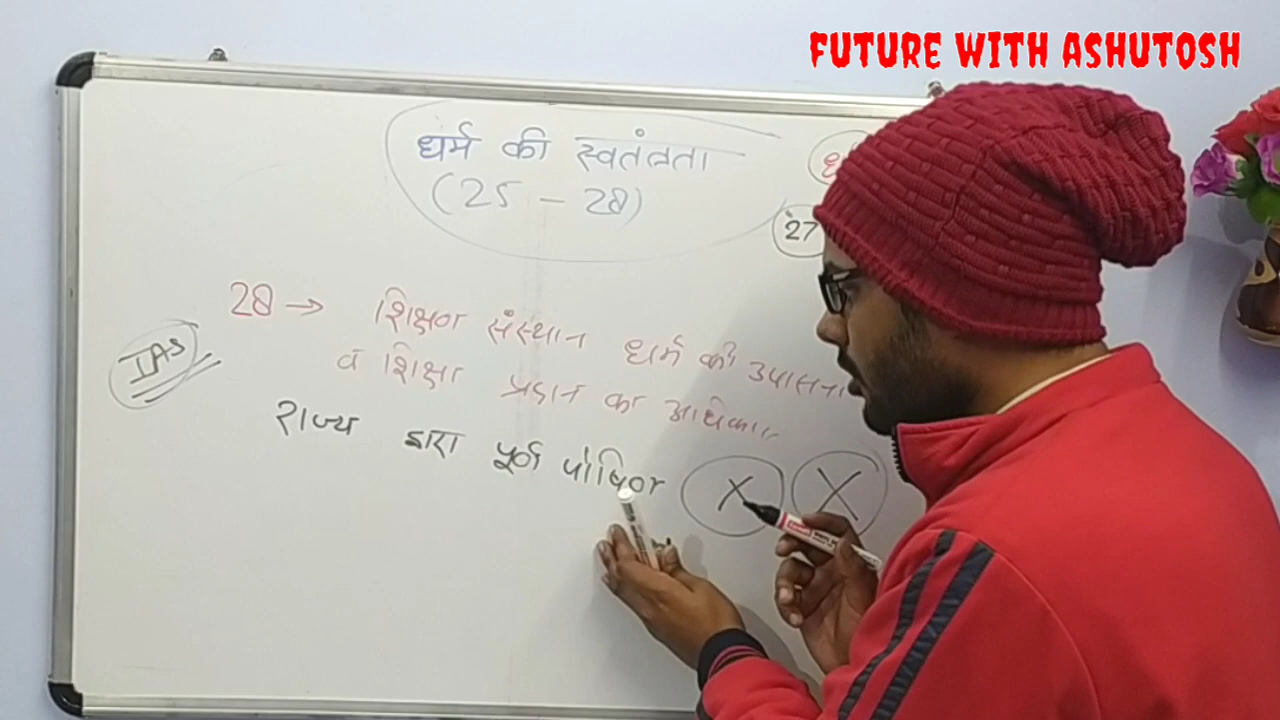 FUTURE WITH ASHUTOSH
धर्म की स्वतंत्रता
(25 - 28)
27
28 → शिक्षण संस्थान धर्म की उपासना
व शिक्षा प्रदान का अधिकार
IAS
राज्य द्वारा पूर्ण पोषित X X